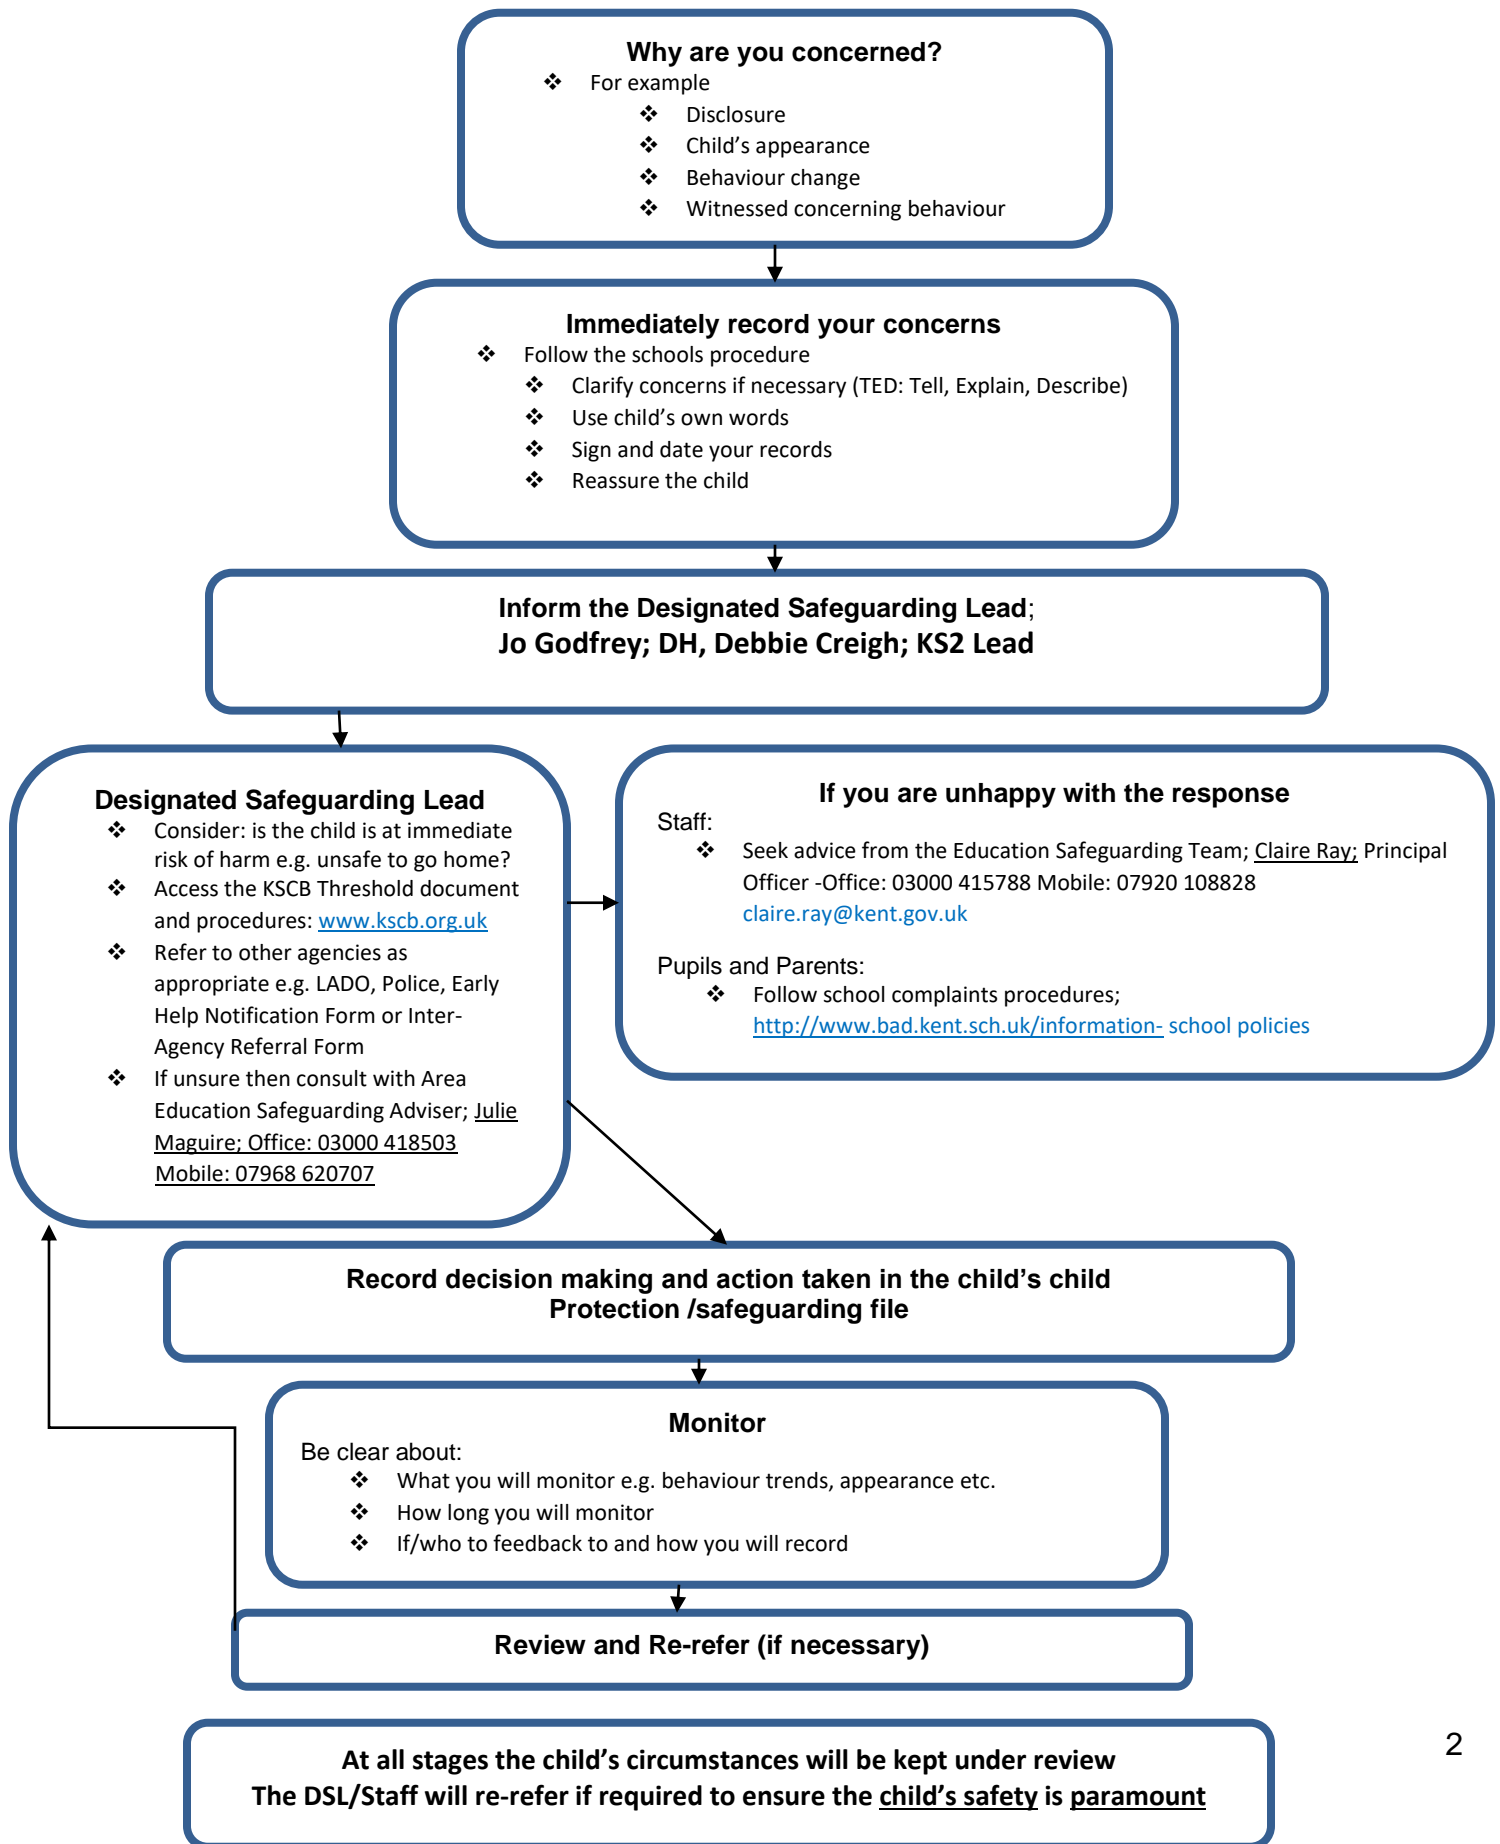 Why are you concerned?
❖ For example
❖ Disclosure
❖ Child’s appearance
❖ Behaviour change
❖ Witnessed concerning behaviour
Immediately record your concerns
❖ Follow the schools procedure
❖ Clarify concerns if necessary (TED: Tell, Explain, Describe)
❖ Use child’s own words
❖ Sign and date your records
❖ Reassure the child
Inform the Designated Safeguarding Lead;
Jo Godfrey; DH, Debbie Creigh; KS2 Lead
Designated Safeguarding Lead
❖ Consider: is the child is at immediate
risk of harm e.g. unsafe to go home?
❖ Access the KSCB Threshold document
and procedures: www.kscb.org.uk
❖ Refer to other agencies as
appropriate e.g. LADO, Police, Early
Help Notification Form or Inter-
Agency Referral Form
❖ If unsure then consult with Area
Education Safeguarding Adviser; Julie
Maguire; Office: 03000 418503
Mobile: 07968 620707
If you are unhappy with the response
Staff:
❖ Seek advice from the Education Safeguarding Team; Claire Ray; Principal
Officer -Office: 03000 415788 Mobile: 07920 108828
claire.ray@kent.gov.uk
Pupils and Parents:
❖ Follow school complaints procedures;
http://www.bad.kent.sch.uk/information- school policies
Record decision making and action taken in the child’s child
Protection /safeguarding file
Monitor
Be clear about:
❖ What you will monitor e.g. behaviour trends, appearance etc.
❖ How long you will monitor
❖ If/who to feedback to and how you will record
Review and Re-refer (if necessary)
At all stages the child’s circumstances will be kept under review
The DSL/Staff will re-refer if required to ensure the child’s safety is paramount
2